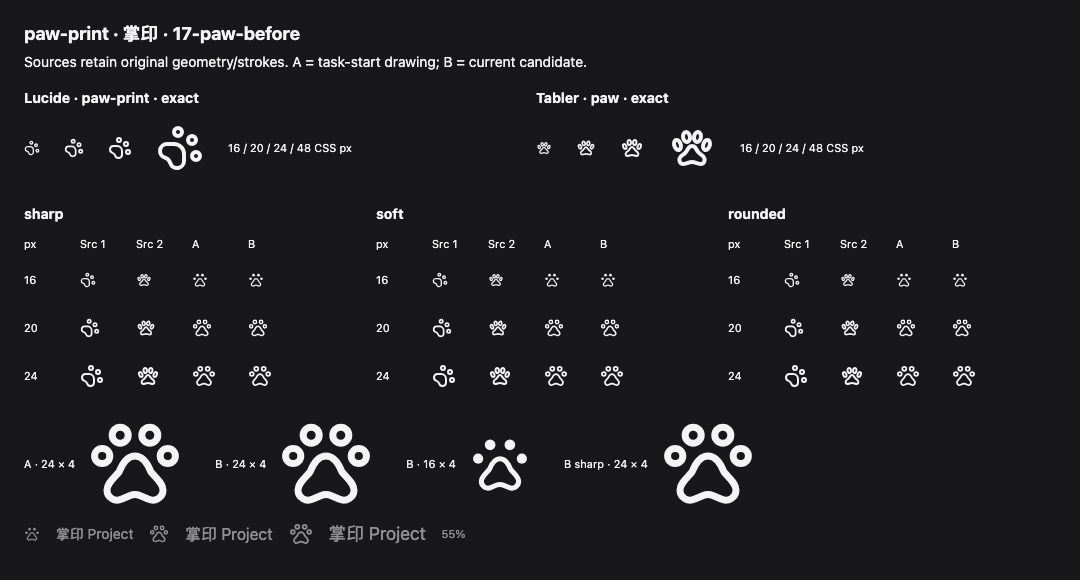 paw-print · 掌印 · 17-paw-before
Sources retain original geometry/strokes. A = task-start drawing; B = current candidate.
Lucide · paw-print · exact
Tabler · paw · exact
16 / 20 / 24 / 48 CSS px
16 / 20 / 24 / 48 CSS px
sharp
soft
rounded
px Src 1 Src 2 A B
px Src 1 Src 2 A B
px Src 1 Src 2 A B
16
16
16
20
20
20
24
24
24
A · 24 × 4
B · 24 × 4
B · 16 × 4
B sharp · 24 × 4
掌印 Project
掌印 Project
掌印 Project
55%